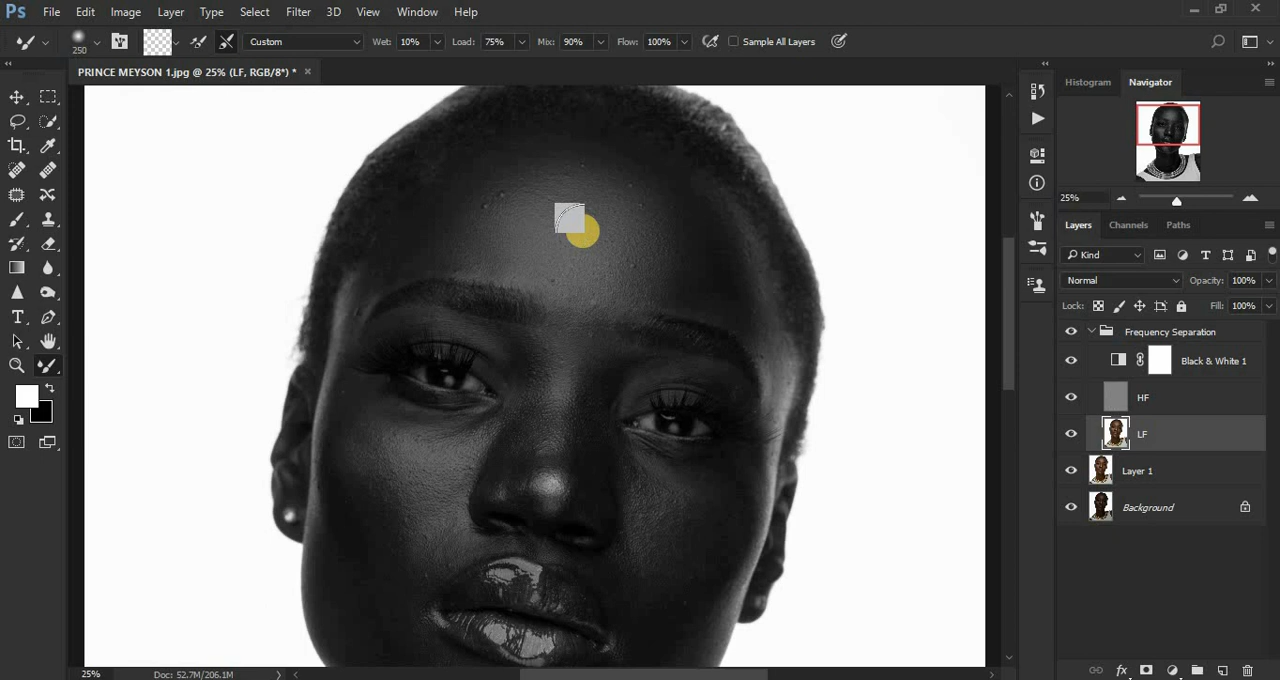 Ps File Edit Image Layer Type Select Filter 3D View Window Help
250 Custom Wet: 10% Load: 75% Mix: 90% Flow: 100% Sample All Layers
PRINCE MEYSON 1.jpg @ 25% (LF, RGB/8*) * ×
Histogram Navigator
25%
Layers Channels Paths
Kind
Normal Opacity: 100%
Lock: Fill: 100%
Frequency Separation
Black & White 1
HF
LF
Layer 1
Background
25% Doc: 52.7M/206.1M